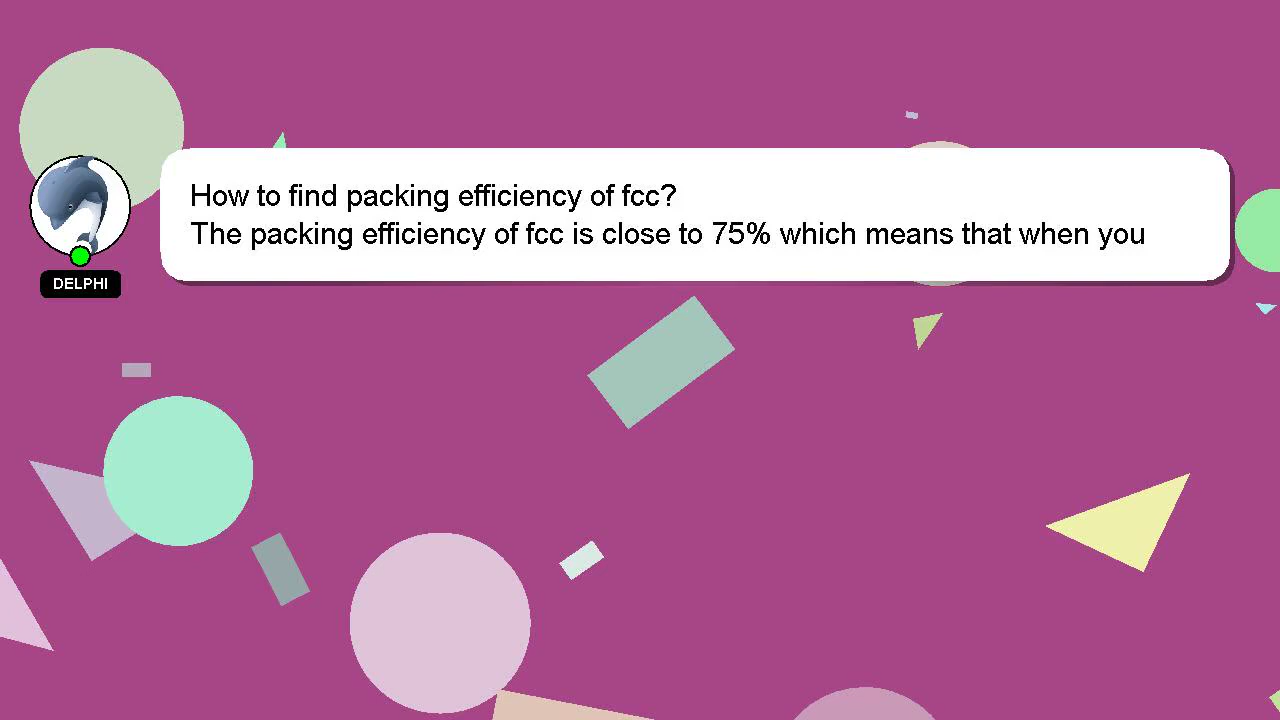 How to find packing efficiency of fcc?
The packing efficiency of fcc is close to 75% which means that when you
DELPHI